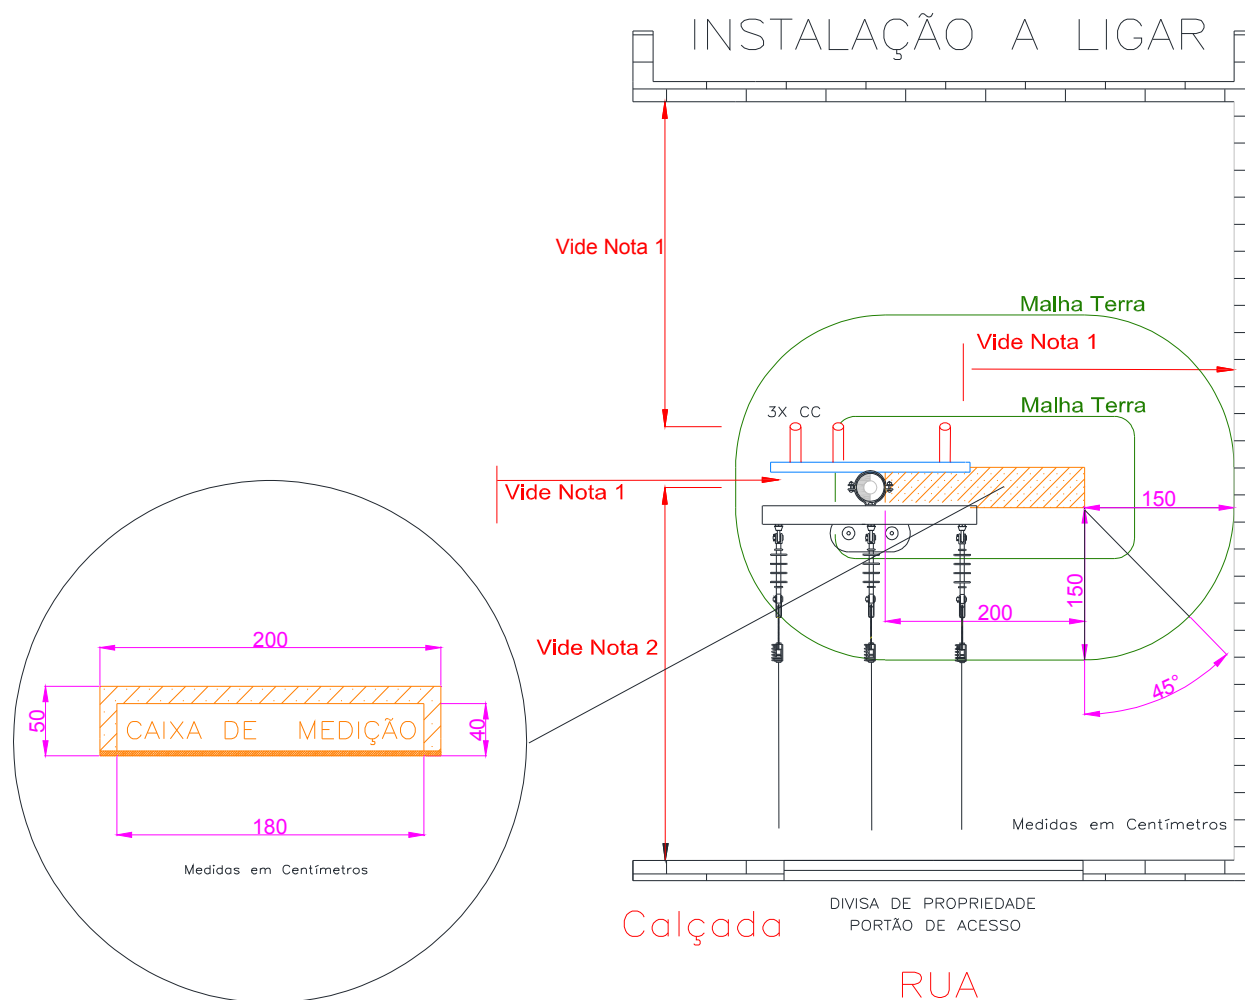 INSTALAÇÃO A LIGAR
Vide Nota 1
Malha Terra
Vide Nota 1
Malha Terra
3X CC
Vide Nota 1
150
150
200
Vide Nota 2
45°
200
50
CAIXA DE MEDIÇÃO
40
180
Medidas em Centímetros
Medidas em Centímetros
DIVISA DE PROPRIEDADE
PORTÃO DE ACESSO
Calçada
RUA